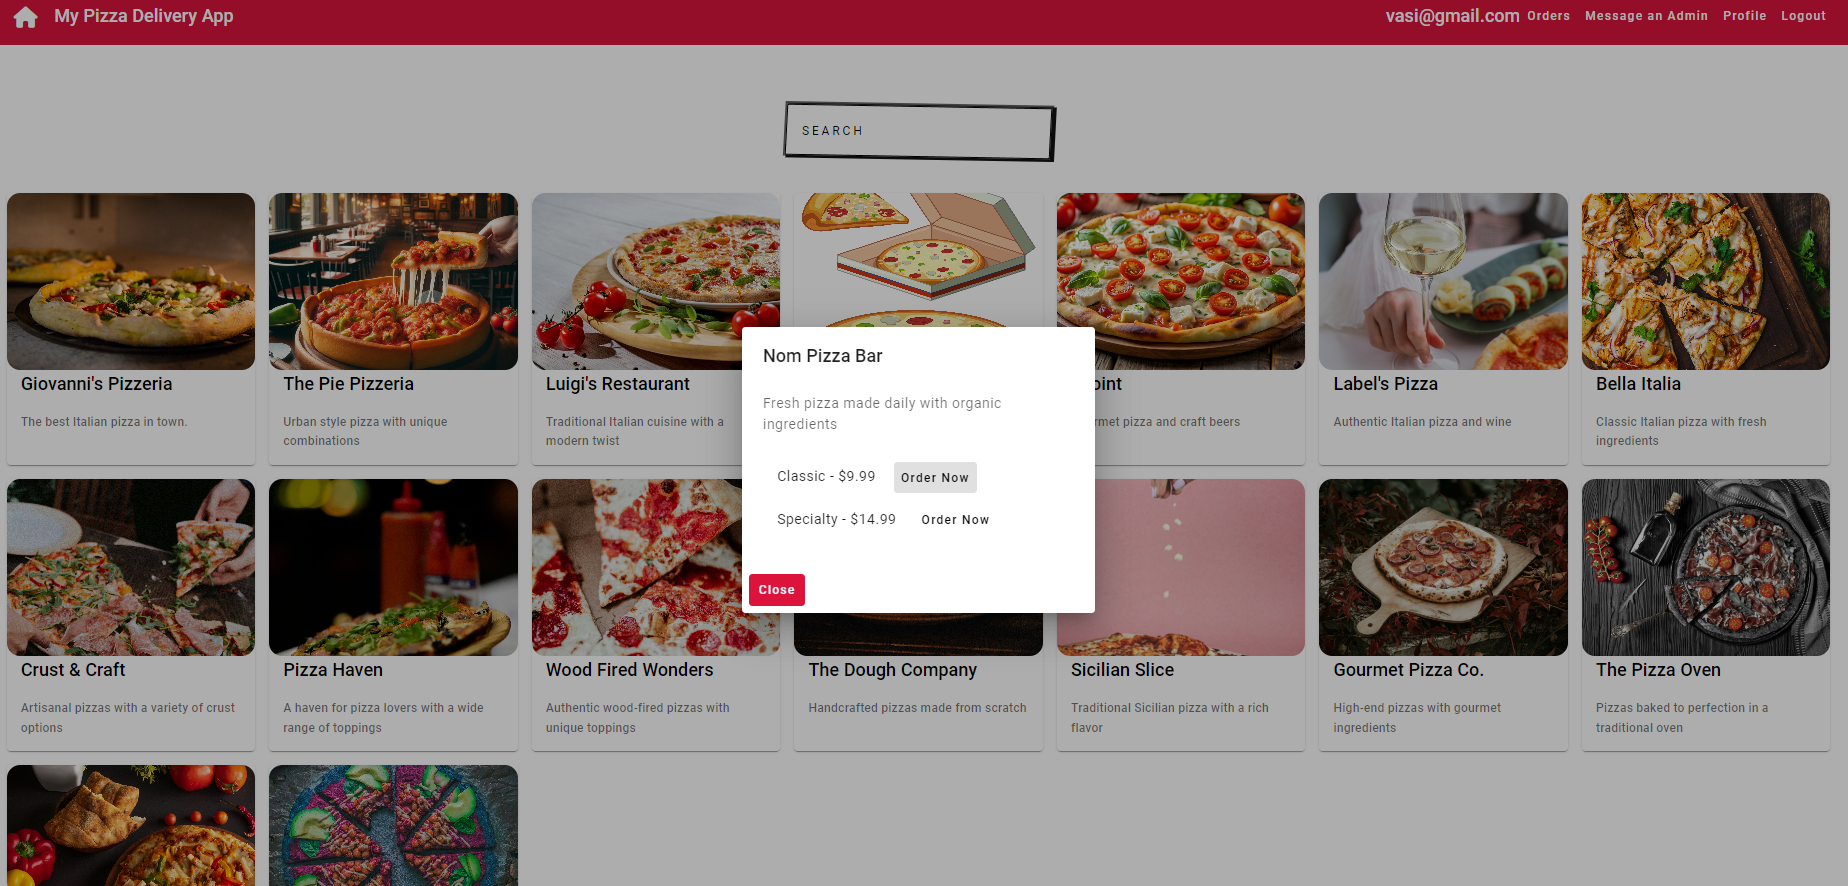 My Pizza Delivery App
vasi@gmail.com Orders Message an Admin Profile Logout
SEARCH
Giovanni's Pizzeria
The best Italian pizza in town.
The Pie Pizzeria
Urban style pizza with unique
combinations
Luigi's Restaurant
Traditional Italian cuisine with a
modern twist
Nom Pizza Bar
Fresh pizza made daily with organic
ingredients
Classic - $9.99 Order Now
Specialty - $14.99 Order Now
Close
pizza and craft beers
Label's Pizza
Authentic Italian pizza and wine
Bella Italia
Classic Italian pizza with fresh
ingredients
Crust & Craft
Artisanal pizzas with a variety of crust
options
Pizza Haven
A haven for pizza lovers with a wide
range of toppings
Wood Fired Wonders
Authentic wood-fired pizzas with
unique toppings
The Dough Company
Handcrafted pizzas made from scratch
Sicilian Slice
Traditional Sicilian pizza with a rich
flavor
Gourmet Pizza Co.
High-end pizzas with gourmet
ingredients
The Pizza Oven
Pizzas baked to perfection in a
traditional oven